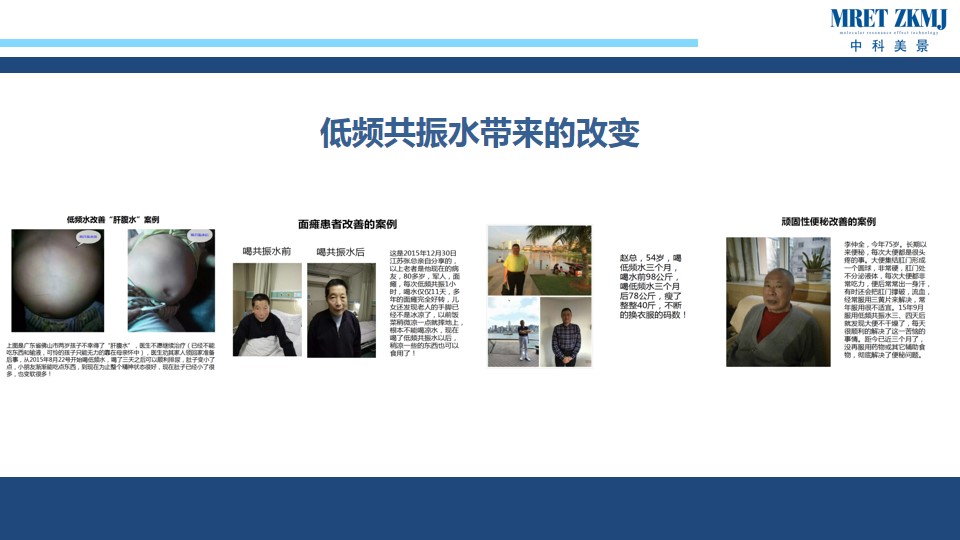 MRET ZKMJ
molecular resonance effect technology
中科美景
低频共振水带来的改变
低频水改善“肝腹水”案例
上图是广东省佛山市两岁孩子不幸得了“肝腹水”，医生不愿继续治疗（已经不能
吃东西和输液，可怜的孩子只能无力的靠在母亲怀中），医生劝其家人领回家准备
后事，从2015年8月22号开始喝低频水，喝了三天之后可以顺利排尿，肚子变小了
点，小朋友渐渐能吃点东西，到现在为止整个精神状态很好，现在肚子已经小了很
多，也变软很多！
面瘫患者改善的案例
喝共振水前
喝共振水后
这是2015年12月30日
江苏张总亲自分享的，
以上老者是他现在的病
友，80多岁，军人，面
瘫，每次低频共振1小
时，喝水仅仅11天，多
年的面瘫完全好转，儿
女还发现老人的手脚已
经不是冰凉了，以前饭
菜稍微凉一点就摔地上，
根本不能喝凉水，现在
喝了低频共振水以后，
稍凉一些的东西也可以
食用了！
赵总，54岁，喝
低频水三个月，
喝水前98公斤，
喝低频水三个月
后78公斤，瘦了
整整40斤，不断
的换衣服的码数！
顽固性便秘改善的案例
李仲全，今年75岁。长期以
来便秘，每次大便都是很头
疼的事。大便集结肛门形成
一个圆球，非常硬，肛门处
不分泌液体，每次大便都非
常吃力，便后常常出一身汗，
有时还会把肛门撑破，流血，
经常服用三黄片来解决，常
年服用很不适宜。15年9月
服用低频共振水三、四天后
就发现大便不干燥了，每天
很顺利的解决了这一苦恼的
事情。距今已近三个月了，
没再服用药物或其它辅助食
物，彻底解决了便秘问题。